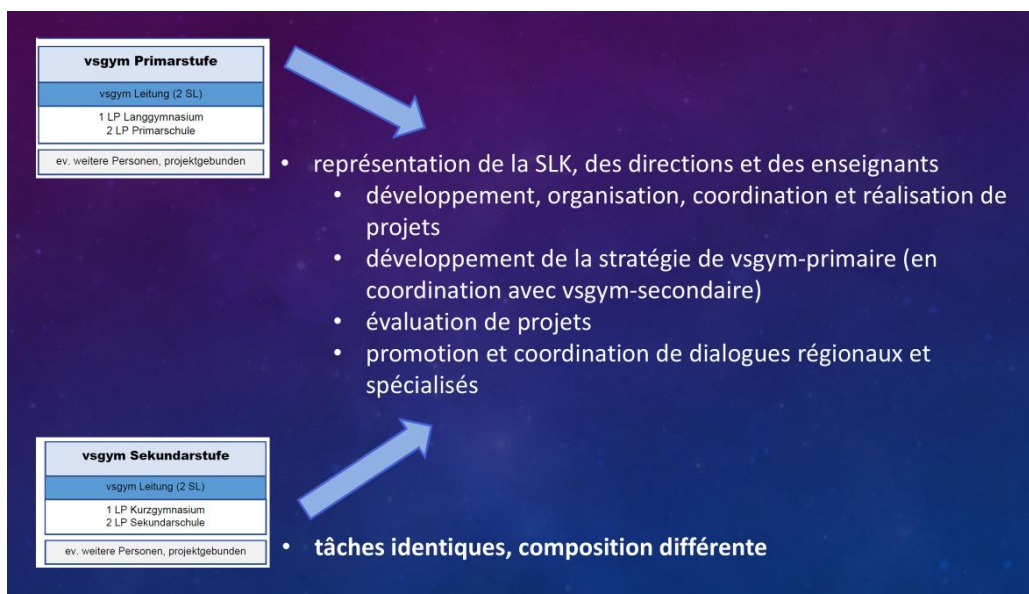 vsgym Primarstufe
vsgym Leitung (2 SL)
1 LP Langgymnasium
2 LP Primarschule
ev. weitere Personen, projektgebunden
• représentation de la SLK, des directions et des enseignants
• développement, organisation, coordination et réalisation de
projets
• développement de la stratégie de vsgym-primaire (en
coordination avec vsgym-secondaire)
• évaluation de projets
• promotion et coordination de dialogues régionaux et
spécialisés
vsgym Sekundarstufe
vsgym Leitung (2 SL)
1 LP Kurzgymnasium
2 LP Sekundarschule
ev. weitere Personen, projektgebunden
• tâches identiques, composition différente